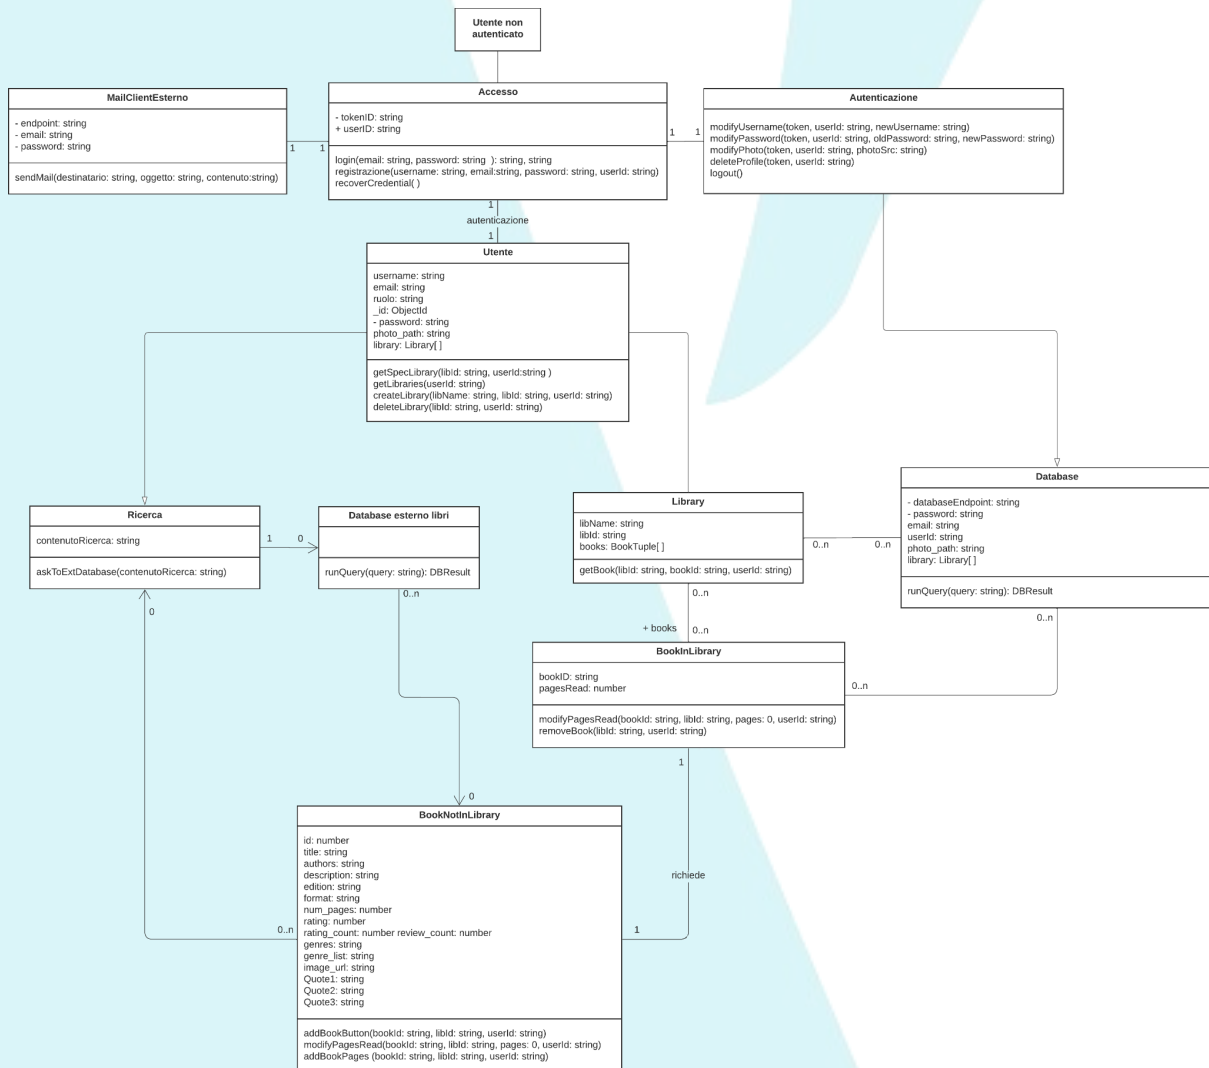 Utente non
autenticato
MailClientEsterno
- endpoint: string
- email: string
- password: string
sendMail(destinatario: string, oggetto: string, contenuto:string)
1
1
Accesso
- tokenID: string
+ userID: string
login(email: string, password: string  ): string, string
registrazione(username: string, email:string, password: string, userId: string)
recoverCredential( )
1
1
Autenticazione
modifyUsername(token, userId: string, newUsername: string)
modifyPassword(token, userId: string, oldPassword: string, newPassword: string)
modifyPhoto(token, userId: string, photoSrc: string)
deleteProfile(token, userId: string)
logout()
1
autenticazione
1
Utente
username: string
email: string
ruolo: string
_id: ObjectId
- password: string
photo_path: string
library: Library[ ]
getSpecLibrary(libId: string, userId:string )
getLibraries(userId: string)
createLibrary(libName: string, libId: string, userId: string)
deleteLibrary(libId: string, userId: string)
Ricerca
contenutoRicerca: string
askToExtDatabase(contenutoRicerca: string)
1
0
Database esterno libri
runQuery(query: string): DBResult
Library
libName: string
libId: string
books: BookTuple[ ]
getBook(libId: string, bookId: string, userId: string)
0..n
0..n
Database
- databaseEndpoint: string
- password: string
email: string
userId: string
photo_path: string
library: Library[ ]
runQuery(query: string): DBResult
0
0..n
0..n
0..n
+ books
0..n
BookInLibrary
bookID: string
pagesRead: number
modifyPagesRead(bookId: string, libId: string, pages: 0, userId: string)
removeBook(libId: string, userId: string)
0..n
1
0
BookNotInLibrary
id: number
title: string
authors: string
description: string
edition: string
format: string
num_pages: number
rating: number
rating_count: number review_count: number
genres: string
genre_list: string
image_url: string
Quote1: string
Quote2: string
Quote3: string
addBookButton(bookId: string, libId: string, userId: string)
modifyPagesRead(bookId: string, libId: string, pages: 0, userId: string)
addBookPages (bookId: string, libId: string, userId: string)
richiede
0..n
1